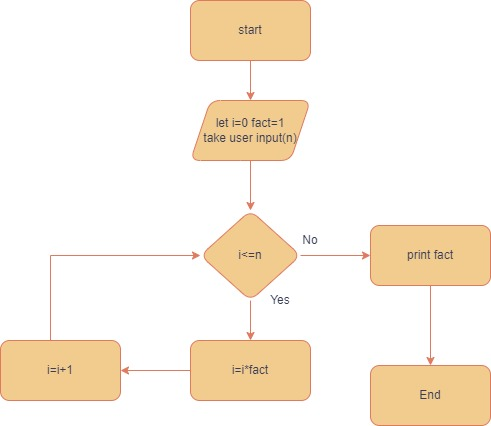 start
let i=0 fact=1
take user input(n)
i<=n
No
print fact
Yes
i=i+1
i=i*fact
End